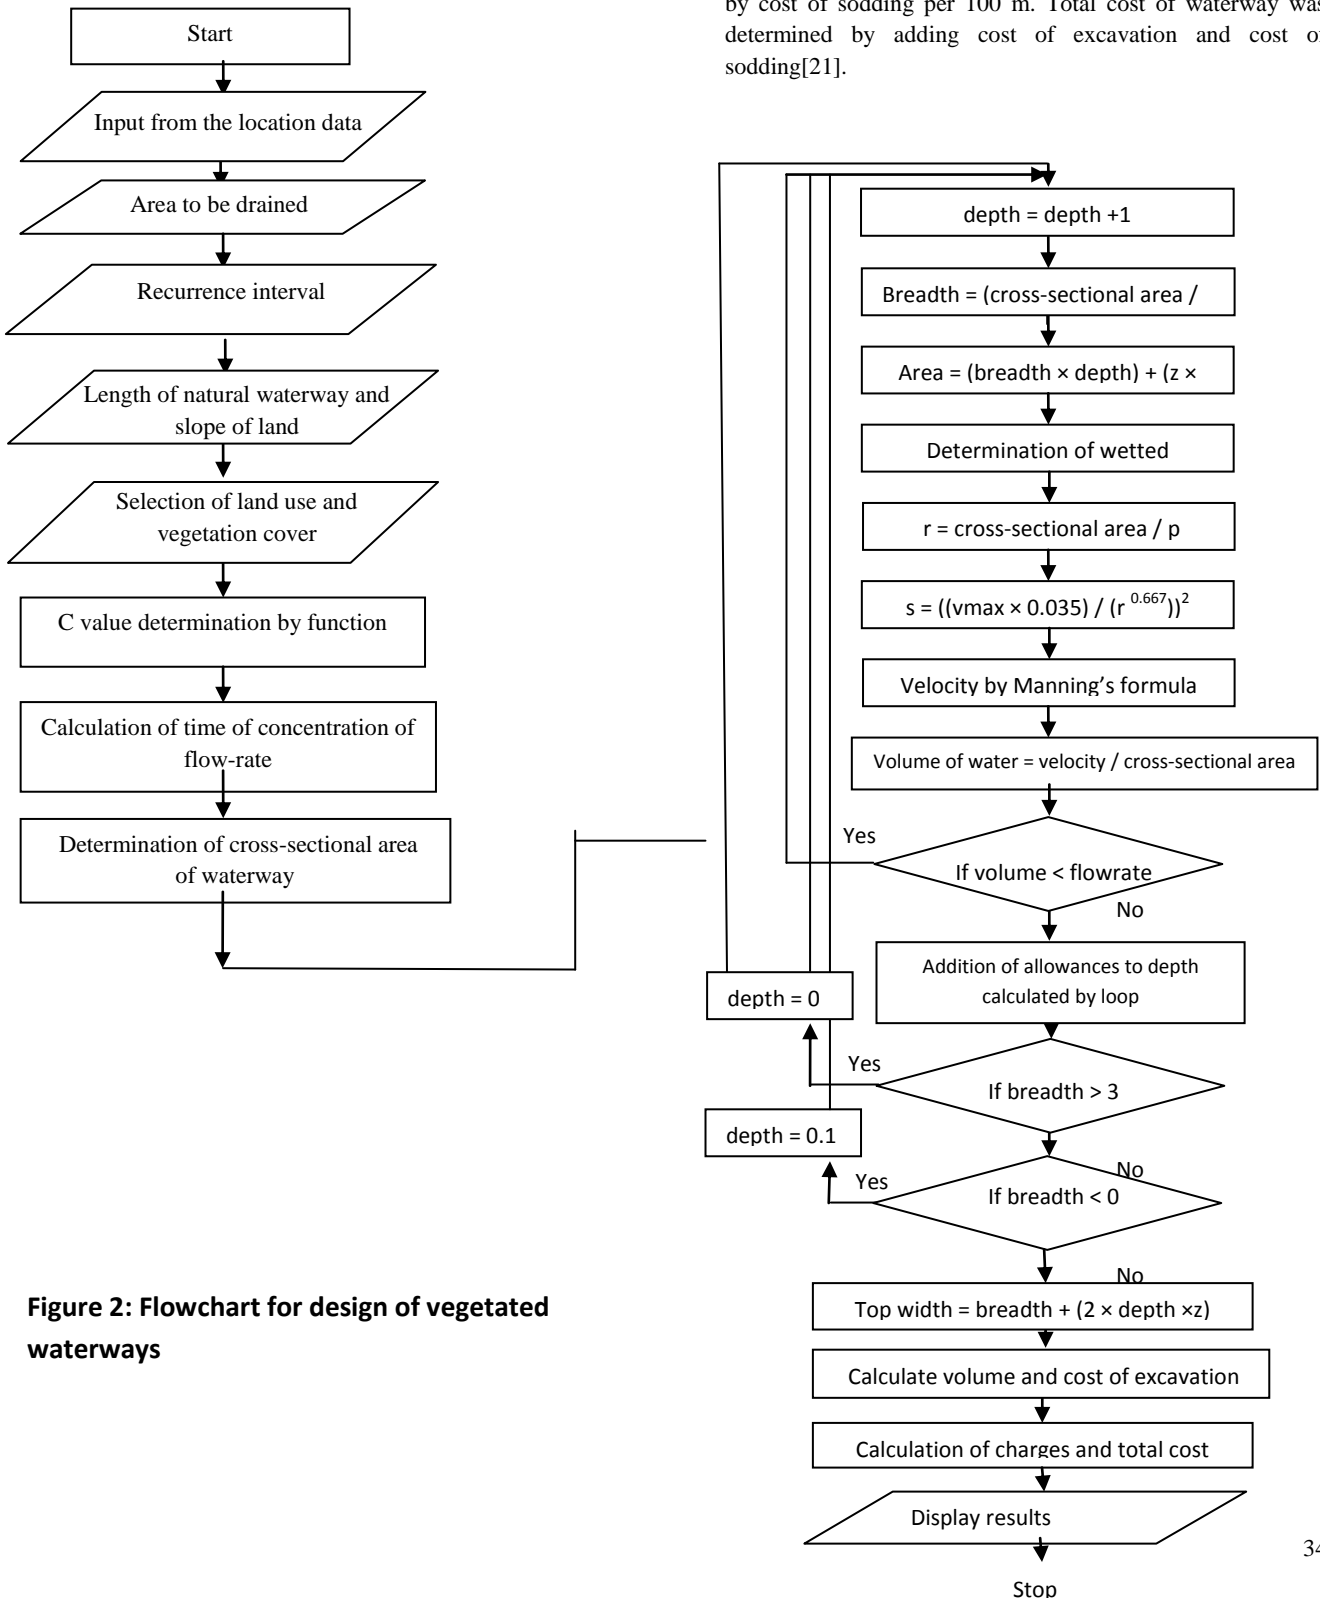 by cost of sodding per 100 m. Total cost of waterway was
determined by adding cost of excavation and cost of
sodding[21].
Start
Input from the location data
Area to be drained
Recurrence interval
Length of natural waterway and
slope of land
Selection of land use and
vegetation cover
C value determination by function
Calculation of time of concentration of
flow-rate
Determination of cross-sectional area
of waterway
depth = depth +1
Breadth = (cross-sectional area /
Area = (breadth × depth) + (z ×
Determination of wetted
r = cross-sectional area / p
s = ((vmax × 0.035) / (r 0.667))2
Velocity by Manning’s formula
Volume of water = velocity / cross-sectional area
Yes
If volume < flowrate
No
Addition of allowances to depth
calculated by loop
depth = 0
Yes
If breadth > 3
depth = 0.1
No
Yes
If breadth < 0
No
Top width = breadth + (2 × depth ×z)
Calculate volume and cost of excavation
Calculation of charges and total cost
Display results
Stop
Figure 2: Flowchart for design of vegetated
waterways
34